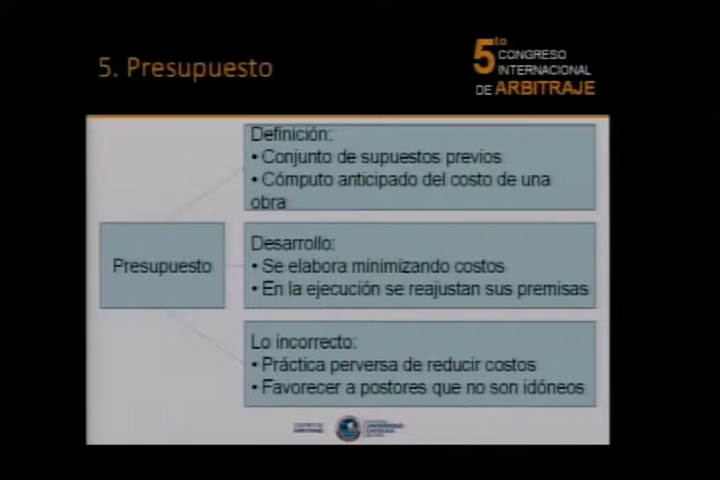 5. Presupuesto
5to
CONGRESO
INTERNACIONAL
DE ARBITRAJE
Definición:
• Conjunto de supuestos previos
• Cómputo anticipado del costo de una
obra
Presupuesto
Desarrollo:
• Se elabora minimizando costos
• En la ejecución se reajustan sus premisas
Lo incorrecto:
• Práctica perversa de reducir costos
• Favorecer a postores que no son idóneos